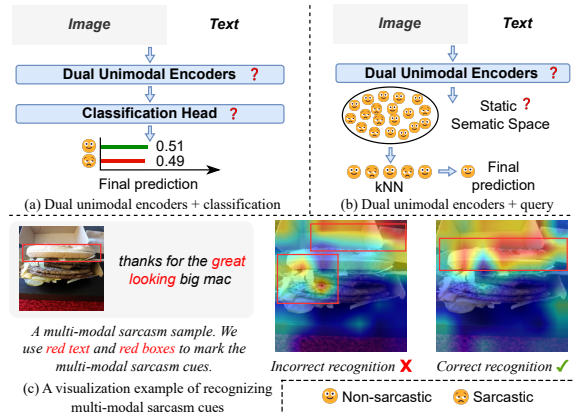 Image Text
Dual Unimodal Encoders ?
Classification Head ?
0.51
0.49
Final prediction
(a) Dual unimodal encoders + classification
Image Text
Dual Unimodal Encoders ?
Static ?
Sematic Space
kNN
Final
prediction
(b) Dual unimodal encoders + query
thanks for the great
looking big mac
A multi-modal sarcasm sample. We
use red text and red boxes to mark the
multi-modal sarcasm cues.
Incorrect recognition X
Correct recognition ✓
(c) A visualization example of recognizing
multi-modal sarcasm cues
Non-sarcastic
Sarcastic